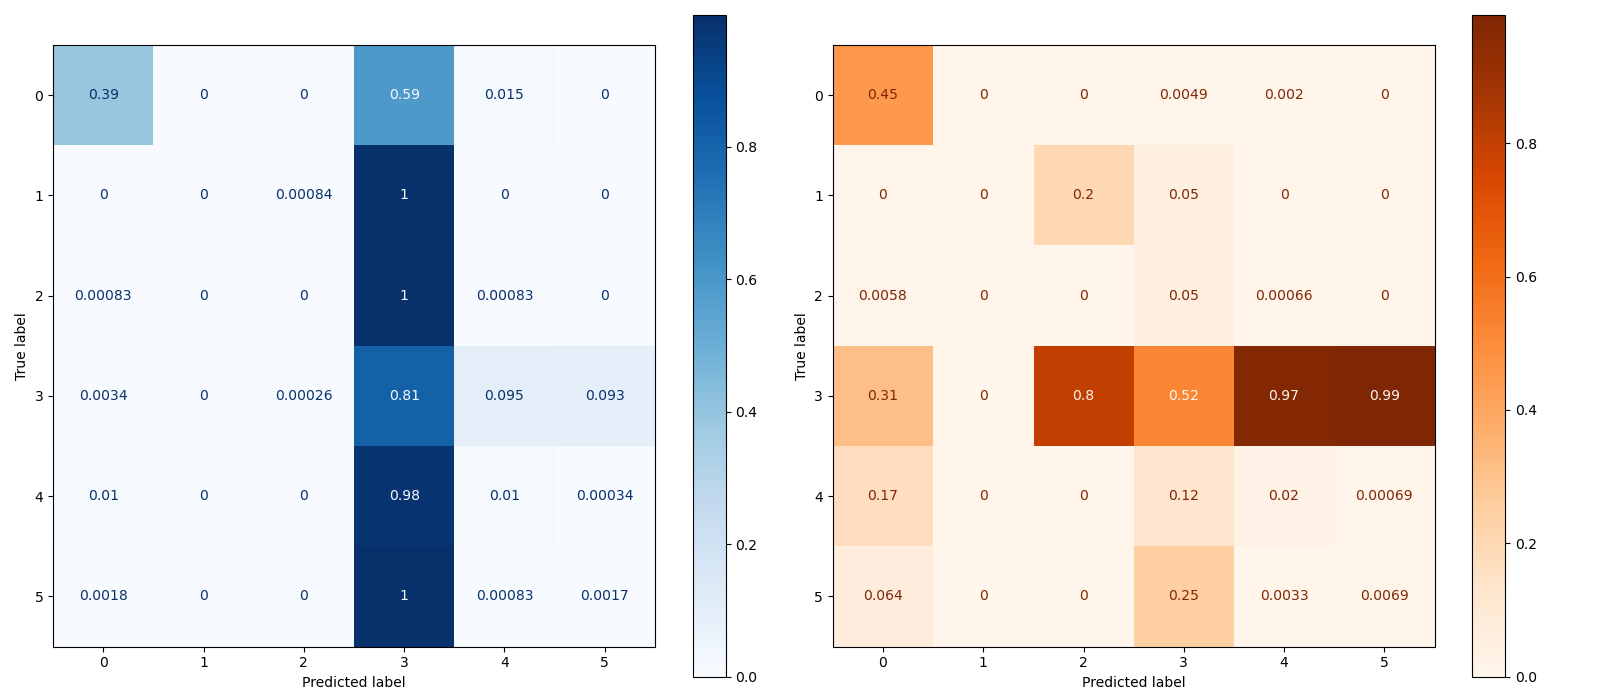 0 0.39 0 0 0.59 0.015 0
1 0 0 0.00084 1 0 0
2 0.00083 0 0 1 0.00083 0
3 0.0034 0 0.00026 0.81 0.095 0.093
4 0.01 0 0 0.98 0.01 0.00034
5 0.0018 0 0 1 0.00083 0.0017
0 1 2 3 4 5
Predicted label
True label
0.8
0.6
0.4
0.2
0.0
0 0.45 0 0 0.0049 0.002 0
1 0 0 0.2 0.05 0 0
2 0.0058 0 0 0.05 0.00066 0
3 0.31 0 0.8 0.52 0.97 0.99
4 0.17 0 0 0.12 0.02 0.00069
5 0.064 0 0 0.25 0.0033 0.0069
0 1 2 3 4 5
Predicted label
True label
0.8
0.6
0.4
0.2
0.0